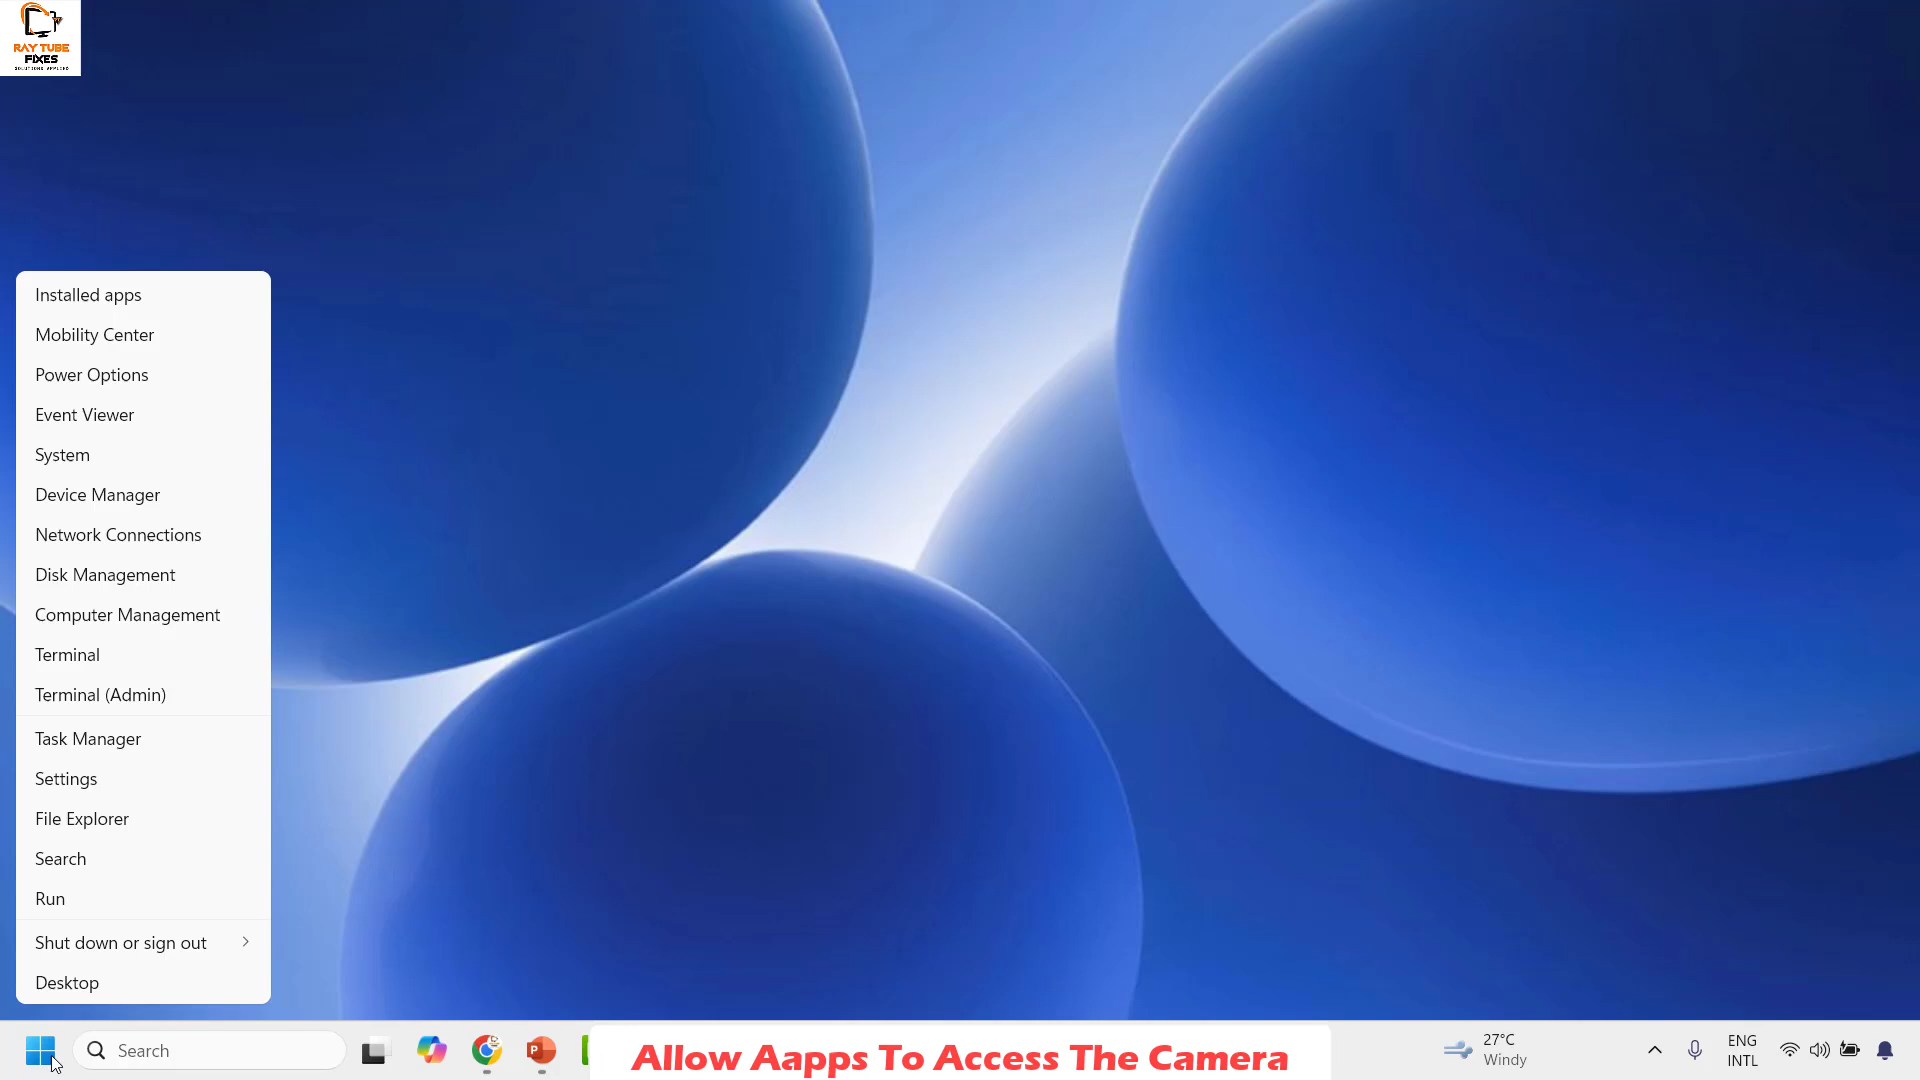 RAY TUBE
FIXES
SOLUTIONS APPLIED
Installed apps
Mobility Center
Power Options
Event Viewer
System
Device Manager
Network Connections
Disk Management
Computer Management
Terminal
Terminal (Admin)
Task Manager
Settings
File Explorer
Search
Run
Shut down or sign out
Desktop
Search
Allow Aapps To Access The Camera
27°C
Windy
ENG
INTL